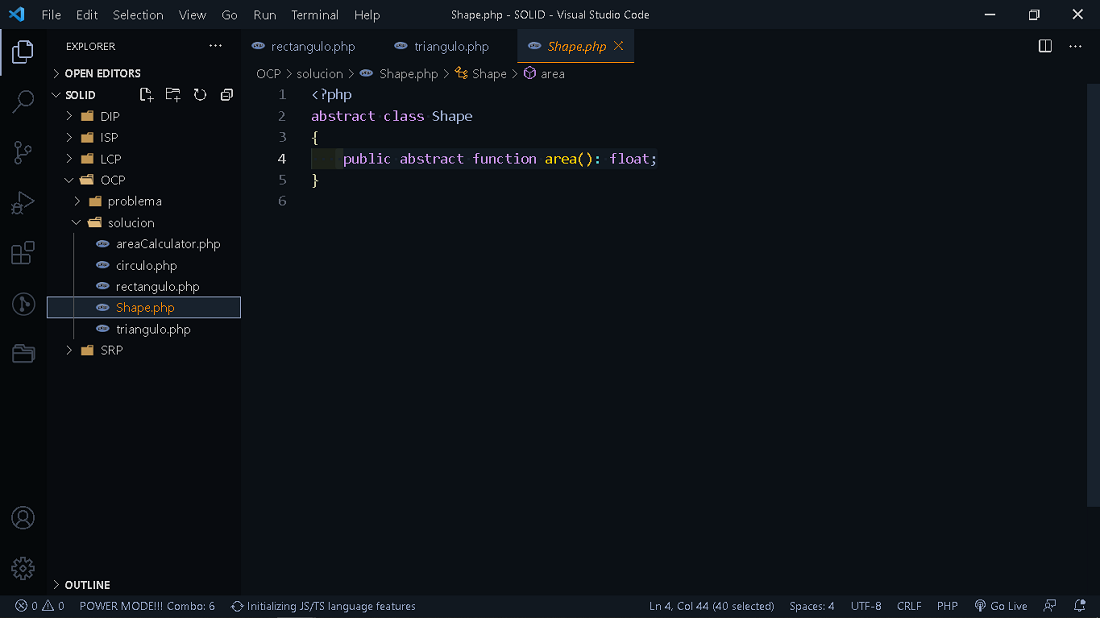 File Edit Selection View Go Run Terminal Help Shape.php - SOLID - Visual Studio Code
EXPLORER
rectangulo.php triangulo.php Shape.php
OPEN EDITORS
OCP > solucion > Shape.php > Shape > area
SOLID
DIP
ISP
LCP
OCP
problema
solucion
areaCalculator.php
circulo.php
rectangulo.php
Shape.php
triangulo.php
SRP
1 <?php
2 abstract class Shape
3 {
4 public abstract function area(): float;
5 }
6
OUTLINE
0 0 POWER MODE!!! Combo: 6 Initializing JS/TS language features Ln 4, Col 44 (40 selected) Spaces: 4 UTF-8 CRLF PHP Go Live